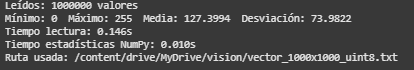 Leídos: 1000000 valores
Mínimo: 0  Máximo: 255  Media: 127.3994  Desviación: 73.9822
Tiempo lectura: 0.146s
Tiempo estadísticas NumPy: 0.010s
Ruta usada: /content/drive/MyDrive/vision/vector_1000x1000_uint8.txt